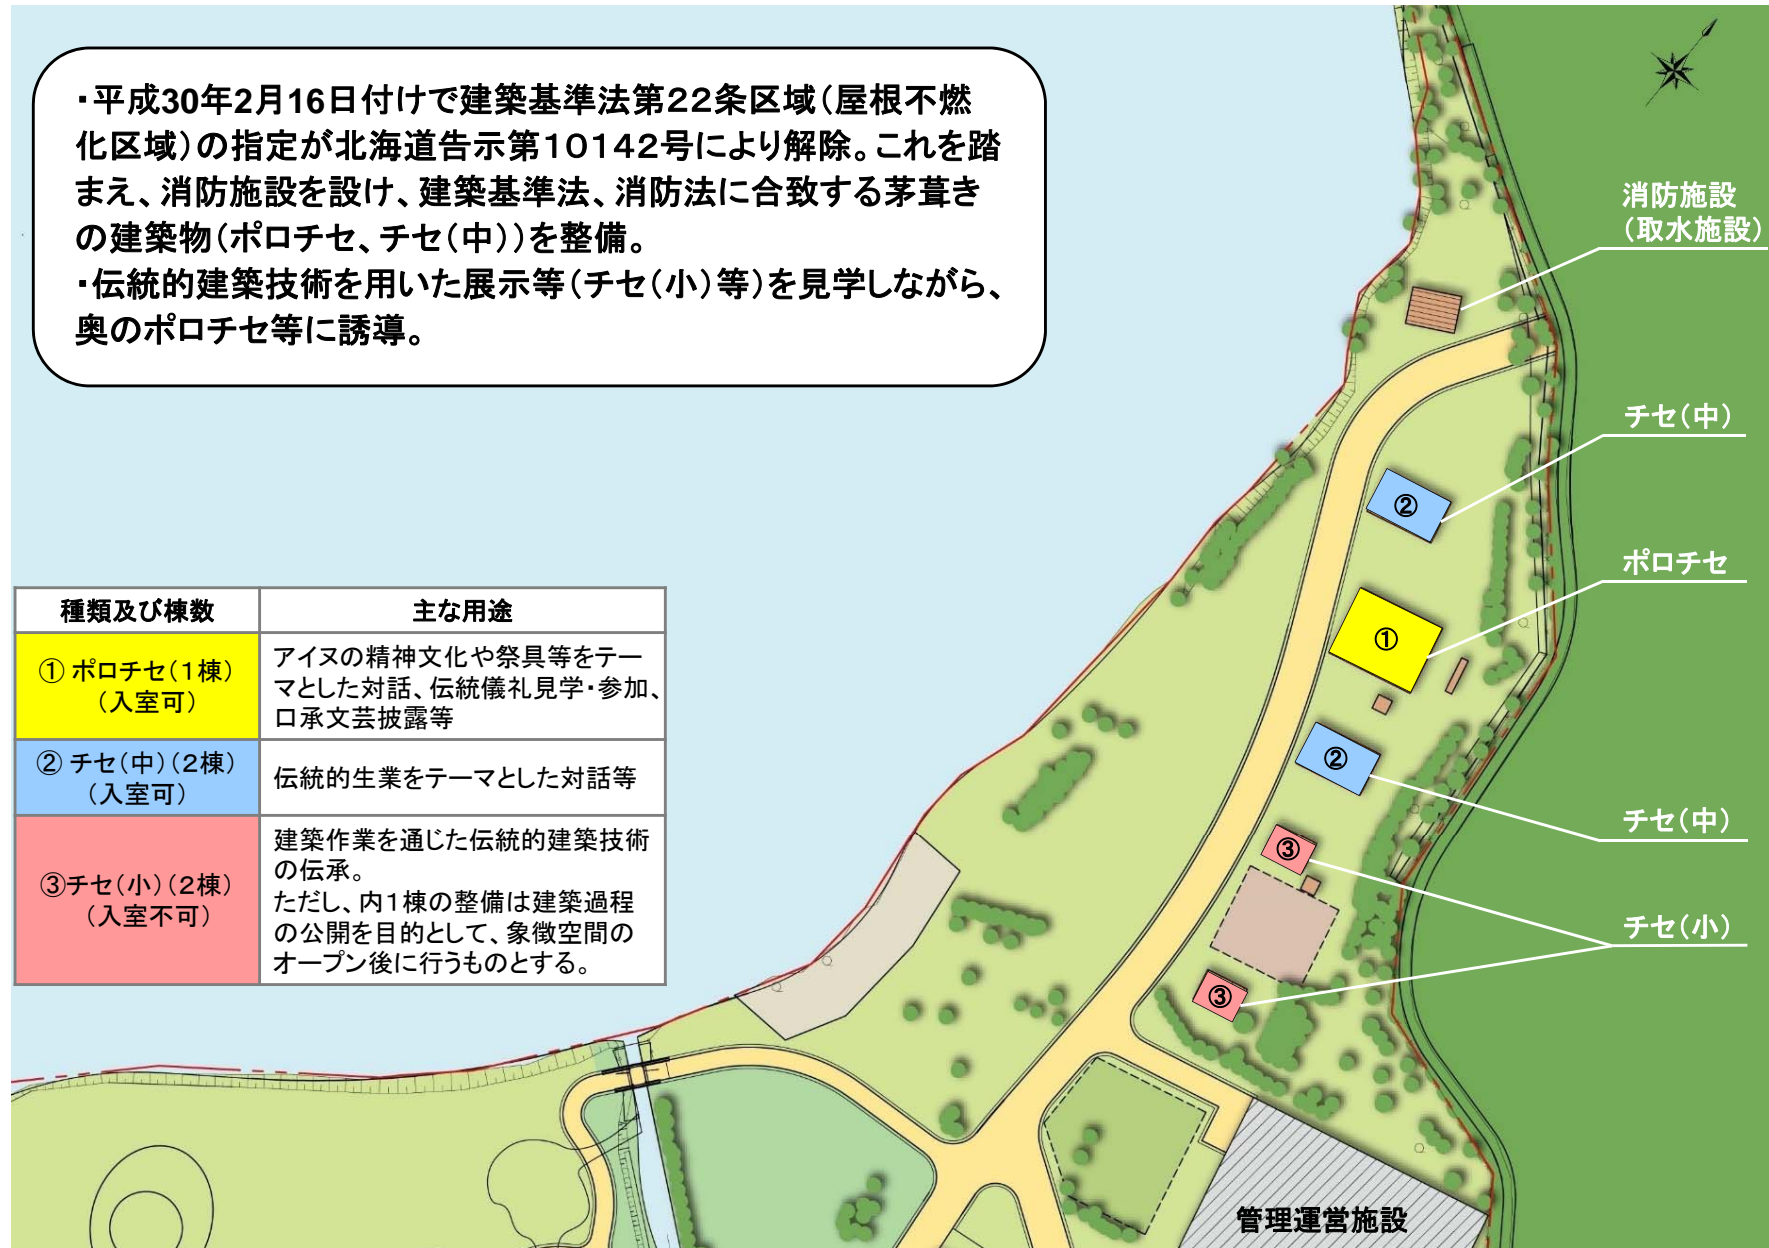 ・平成30年2月16日付けで建築基準法第２２条区域（屋根不燃
化区域）の指定が北海道告示第１０１４２号により解除。これを踏
まえ、消防施設を設け、建築基準法、消防法に合致する茅葺き
の建築物（ポロチセ、チセ（中））を整備。
・伝統的建築技術を用いた展示等（チセ（小）等）を見学しながら、
奥のポロチセ等に誘導。
消防施設
（取水施設）
チセ（中）
②
ポロチセ
①
②
チセ（中）
③
チセ（小）
③
管理運営施設
種類及び棟数
主な用途
① ポロチセ（１棟）
（入室可）
アイヌの精神文化や祭具等をテー
マとした対話、伝統儀礼見学・参加、
口承文芸披露等
② チセ（中）（２棟）
（入室可）
伝統的生業をテーマとした対話等
③チセ（小）（２棟）
（入室不可）
建築作業を通じた伝統的建築技術
の伝承。
ただし、内１棟の整備は建築過程
の公開を目的として、象徴空間の
オープン後に行うものとする。